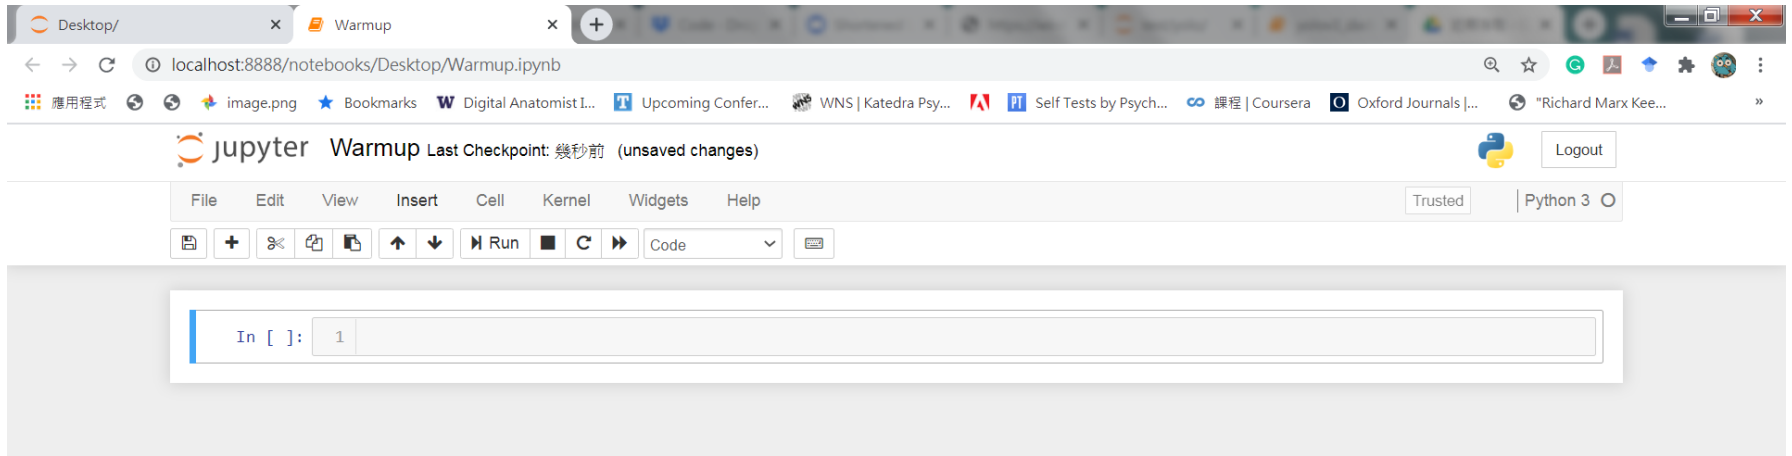 Desktop/ Warmup
localhost:8888/notebooks/Desktop/Warmup.ipynb
應用程式 image.png Bookmarks W Digital Anatomist I... T Upcoming Confer... WNS | Katedra Psy... PT Self Tests by Psych... 課程 | Coursera O Oxford Journals |... "Richard Marx Kee... »
jupyter Warmup Last Checkpoint: 幾秒前 (unsaved changes) Logout
File Edit View Insert Cell Kernel Widgets Help Trusted Python 3
Run Code
In [ ]: 1